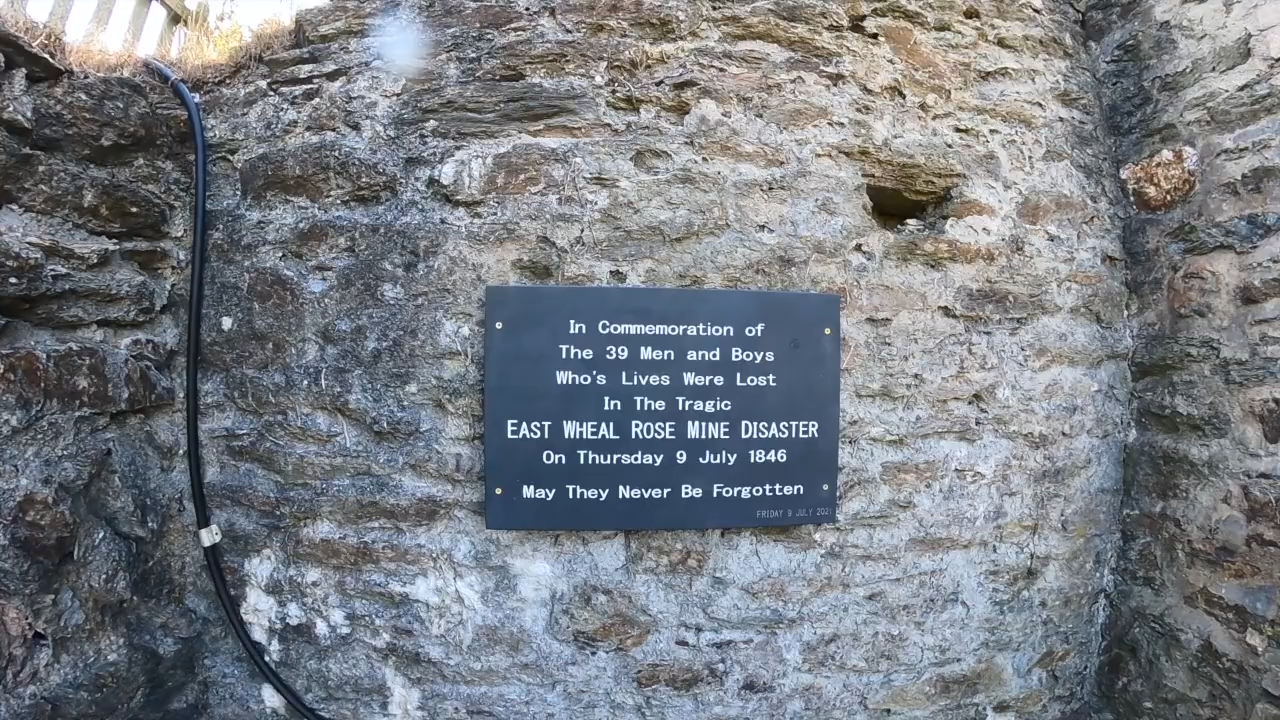 In Commemoration of
The 39 Men and Boys
Who's Lives Were Lost
In The Tragic
EAST WHEAL ROSE MINE DISASTER
On Thursday 9 July 1846
May They Never Be Forgotten
FRIDAY 9 JULY 2021